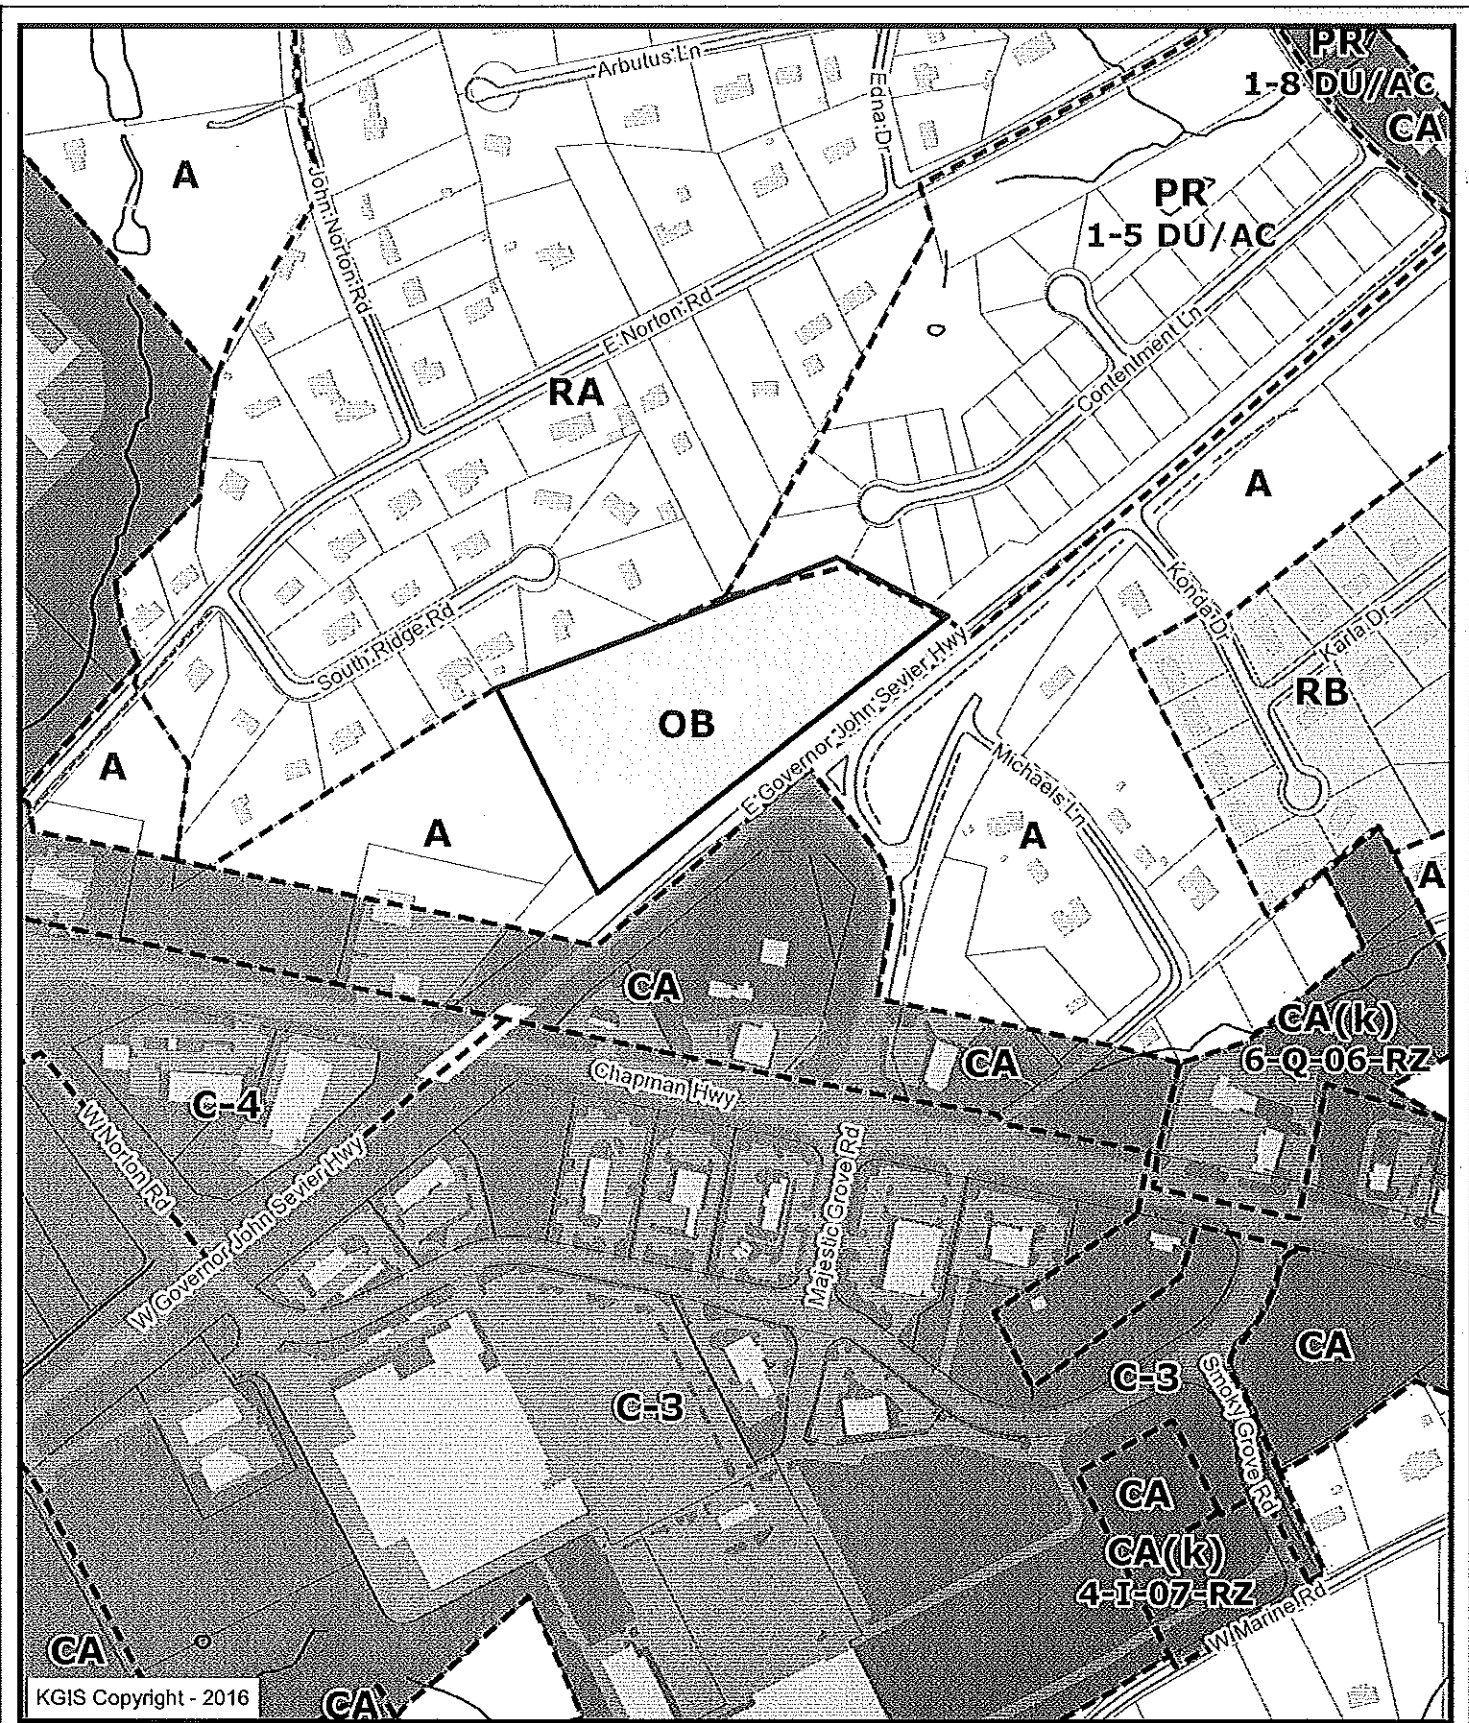 PR
1-8 DU/AC
CA
Arbutus Ln
Edna Dr
A
John Norton Rd
PR
1-5 DU/AC
E Norton Rd
RA
Contentment Ln
A
Konda Dr
Karla Dr
South Ridge Rd
RB
OB
E Governor John Sevier Hwy
Michaels Ln
A
A
A
A
CA
CA(k)
6-Q-06-RZ
CA
Chapman Hwy
C-4
W Norton Rd
W Governor John Sevier Hwy
Majestic Grove Rd
CA
C-3
C-3
Smoky Grove Rd
CA
CA(k)
4-I-07-RZ
W Marine Rd
CA
KGIS Copyright - 2016
CA